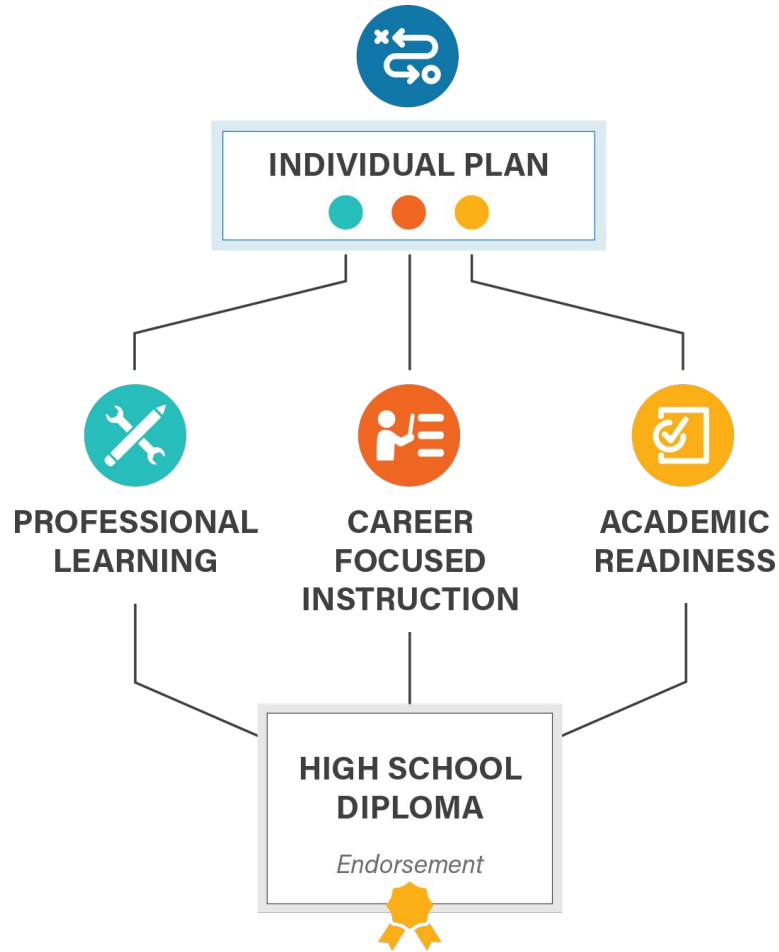 INDIVIDUAL PLAN
PROFESSIONAL
LEARNING
CAREER
FOCUSED
INSTRUCTION
ACADEMIC
READINESS
HIGH SCHOOL
DIPLOMA
Endorsement